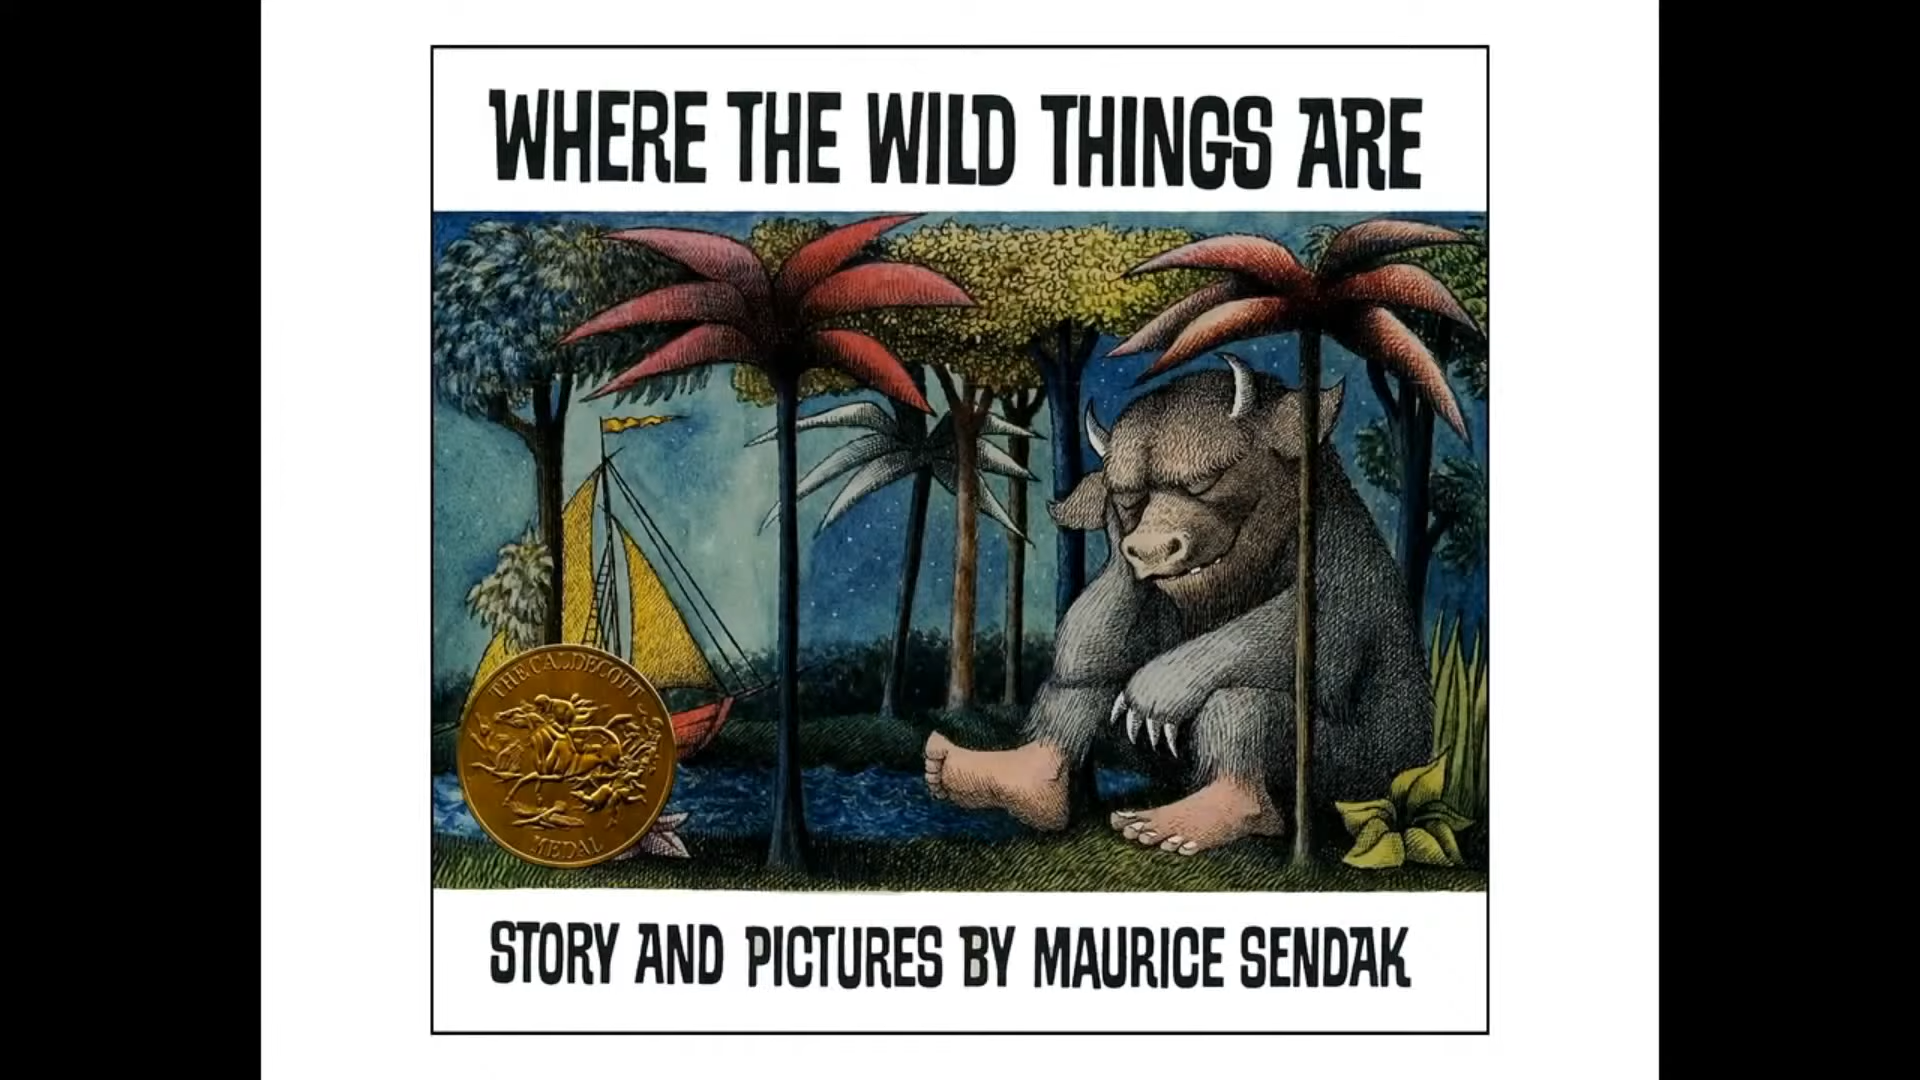 WHERE THE WILD THINGS ARE
THE CALDECOTT
MEDAL
STORY AND PICTURES BY MAURICE SENDAK